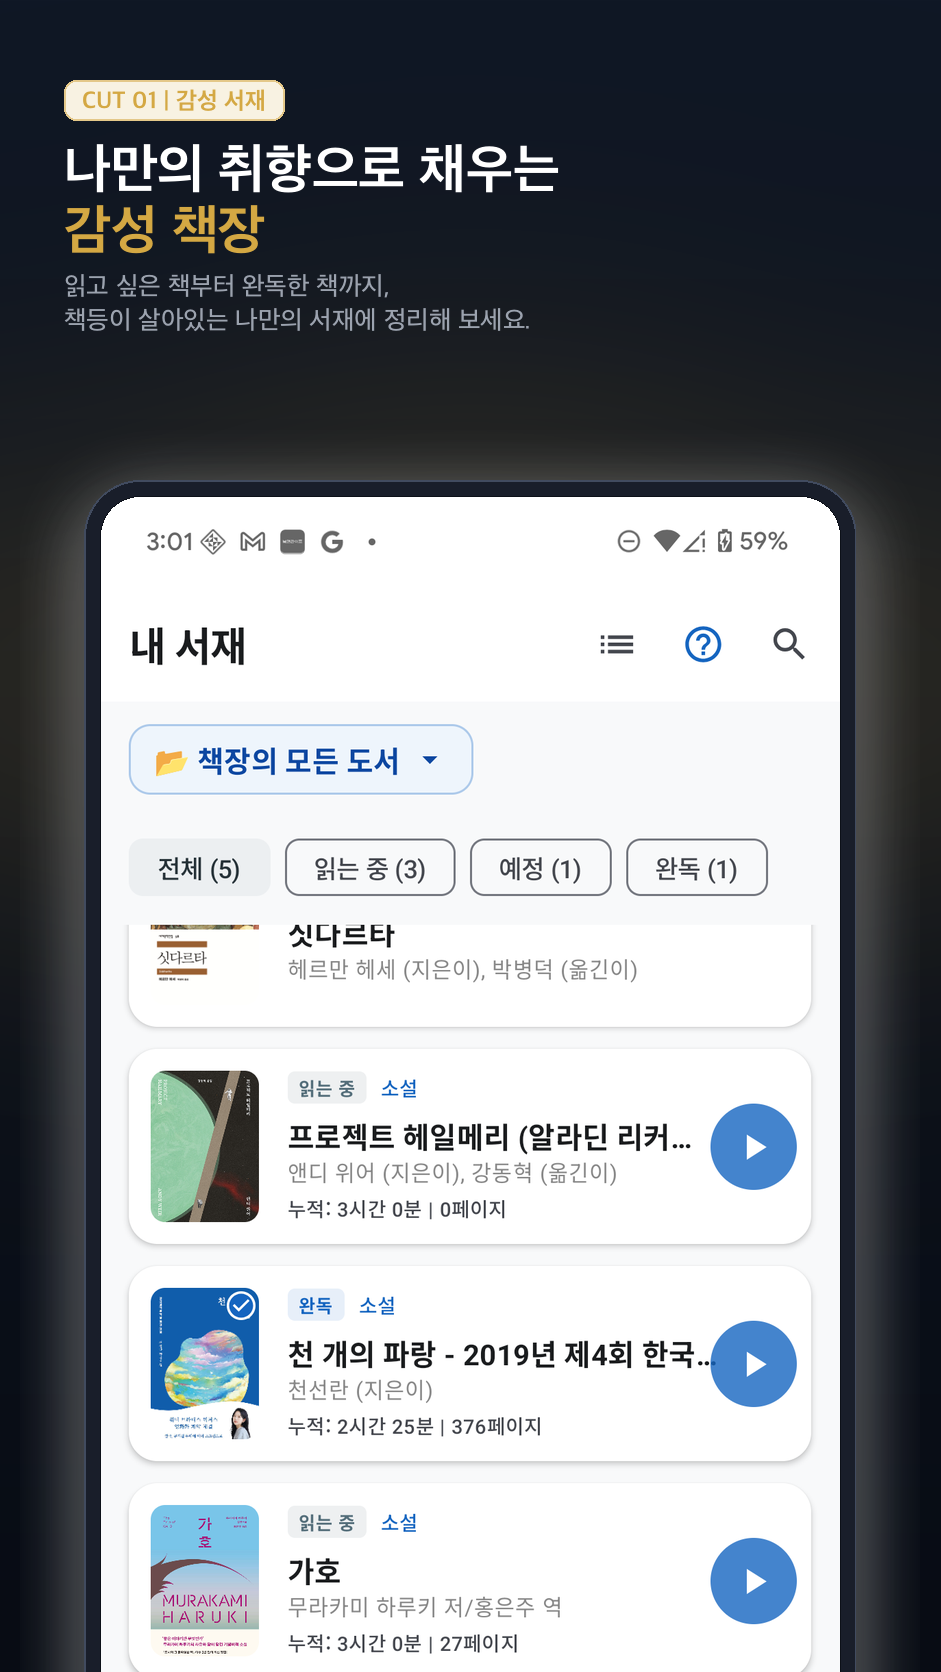 CUT 01 | 감성 서재
나만의 취향으로 채우는
감성 책장
읽고 싶은 책부터 완독한 책까지,
책등이 살아있는 나만의 서재에 정리해 보세요.
3:01
59%
내 서재
책장의 모든 도서
전체 (5)
읽는 중 (3)
예정 (1)
완독 (1)
싯다르타
싯다르타
헤르만 헤세 (지은이), 박병덕 (옮긴이)
읽는 중 소설
프로젝트 헤일메리 (알라딘 리커...
앤디 위어 (지은이), 강동혁 (옮긴이)
누적: 3시간 0분 | 0페이지
완독 소설
천 개의 파랑 - 2019년 제4회 한국...
천선란 (지은이)
누적: 2시간 25분 | 376페이지
가호
MURAKAMI
HARUKI
읽는 중 소설
가호
무라카미 하루키 저/홍은주 역
누적: 3시간 0분 | 27페이지